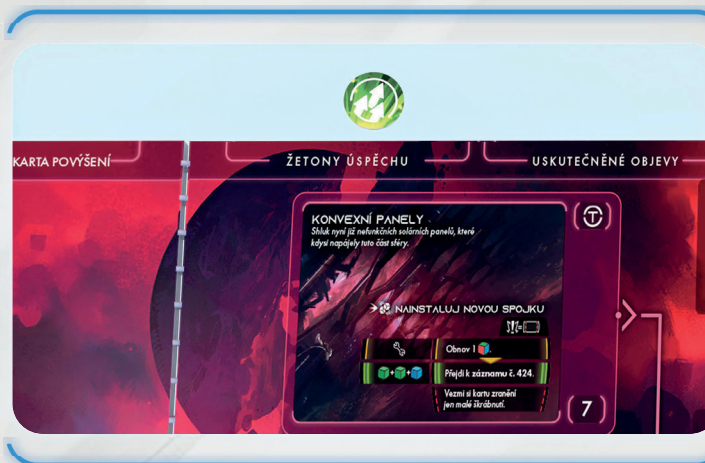 KARTA POVÝŠENÍ
ŽETONY ÚSPĚCHU
USKUTEČNĚNÉ OBJEVY
KONVEXNÍ PANELY
Shluk nyní již nefunkčních solárních panelů, které
kdysi napájely tuto část sféry.
NAINSTALUJ NOVOU SPOJKU
Obnov 1 .
Přejdi k záznamu č. 424.
Vezmi si kartu zranění
jen malé škrábnutí.
7